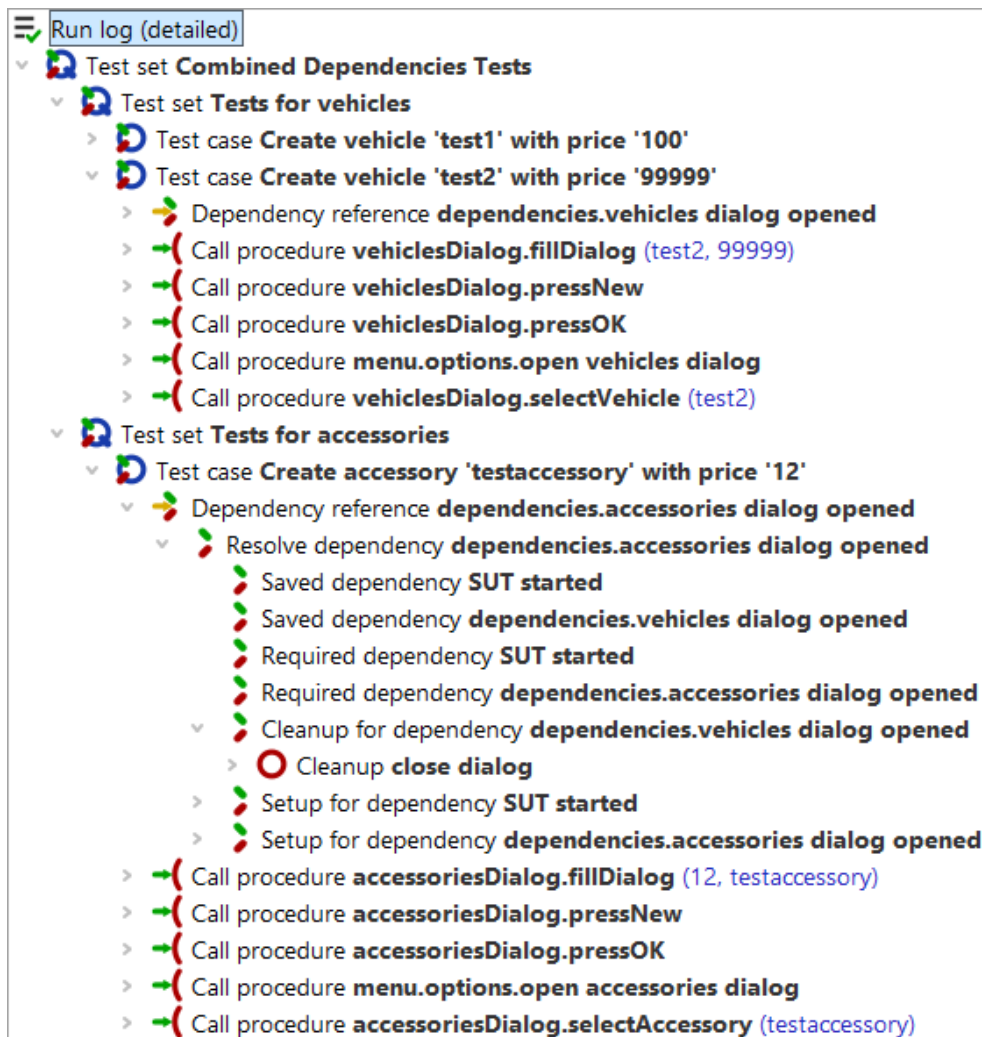 Run log (detailed)
Test set Combined Dependencies Tests
Test set Tests for vehicles
Test case Create vehicle 'test1' with price '100'
Test case Create vehicle 'test2' with price '99999'
Dependency reference dependencies.vehicles dialog opened
Call procedure vehiclesDialog.fillDialog (test2, 99999)
Call procedure vehiclesDialog.pressNew
Call procedure vehiclesDialog.pressOK
Call procedure menu.options.open vehicles dialog
Call procedure vehiclesDialog.selectVehicle (test2)
Test set Tests for accessories
Test case Create accessory 'testaccessory' with price '12'
Dependency reference dependencies.accessories dialog opened
Resolve dependency dependencies.accessories dialog opened
Saved dependency SUT started
Saved dependency dependencies.vehicles dialog opened
Required dependency SUT started
Required dependency dependencies.accessories dialog opened
Cleanup for dependency dependencies.vehicles dialog opened
Cleanup close dialog
Setup for dependency SUT started
Setup for dependency dependencies.accessories dialog opened
Call procedure accessoriesDialog.fillDialog (12, testaccessory)
Call procedure accessoriesDialog.pressNew
Call procedure accessoriesDialog.pressOK
Call procedure menu.options.open accessories dialog
Call procedure accessoriesDialog.selectAccessory (testaccessory)